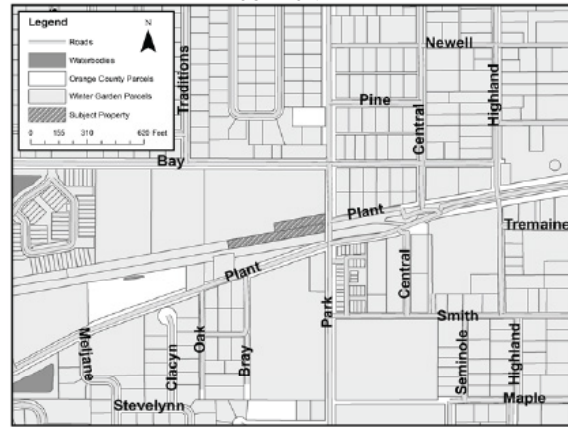 Legend
N
Roads
Waterbodies
Orange County Parcels
Winter Garden Parcels
Subject Property
0 155 310 620 Feet
Traditions
Newell
Pine
Central
Highland
Bay
Plant
Tremaine
Plant
Park
Central
Smith
Meljane
Clacyn
Oak
Bray
Seminole
Highland
Stevelynn
Maple